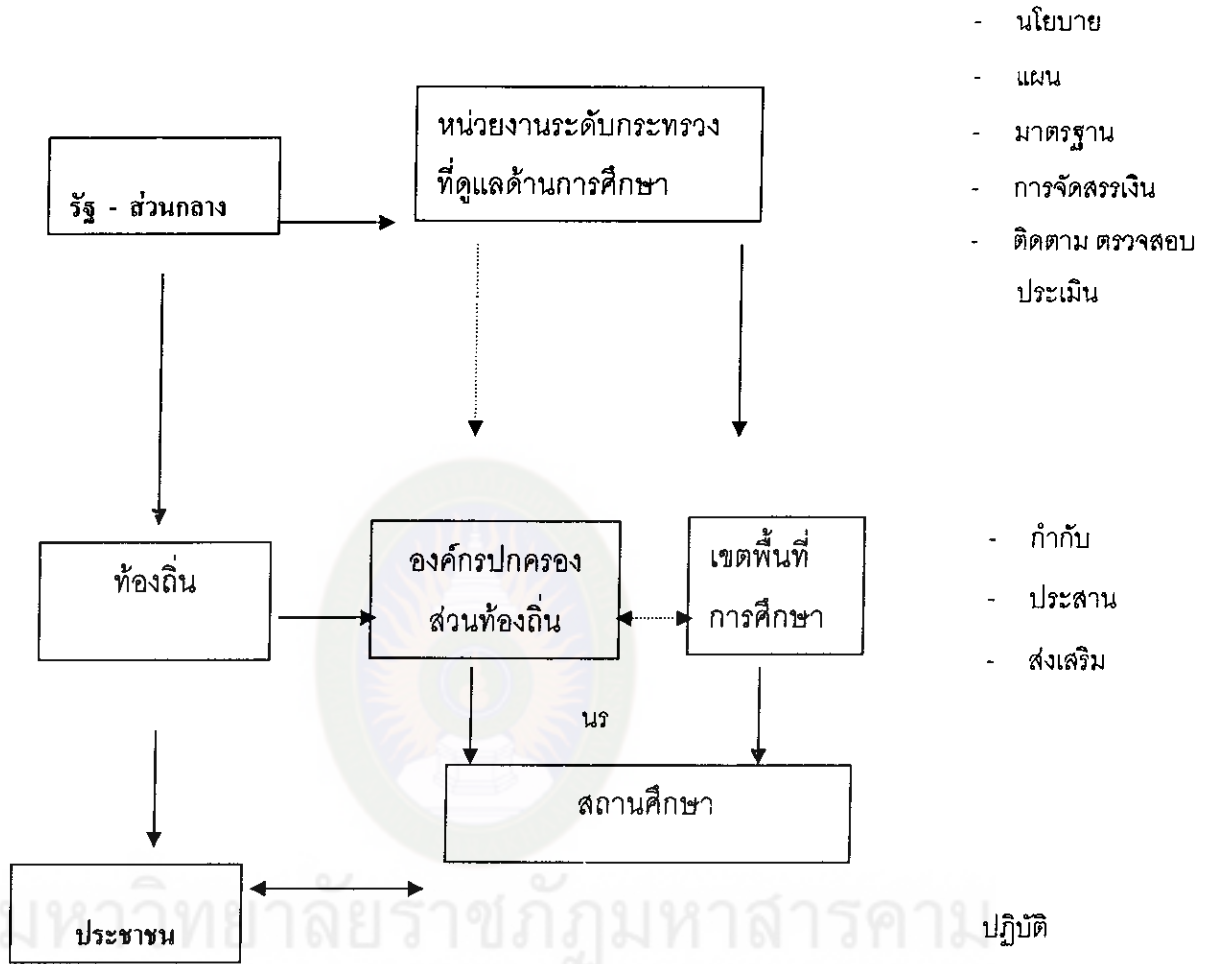 - นโยบาย
- แผน
- มาตรฐาน
- การจัดสรรเงิน
- ติดตาม ตรวจสอบ
ประเมิน
หน่วยงานระดับกระทรวง
ที่ดูแลด้านการศึกษา
รัฐ - ส่วนกลาง
ท้องถิ่น
องค์กรปกครอง
ส่วนท้องถิ่น
เขตพื้นที่
การศึกษา
- กำกับ
- ประสาน
- ส่งเสริม
นร
สถานศึกษา
ประชาชน
ปฏิบัติ
มหาวิทยาลัยราชภัฏมหาสารคาม